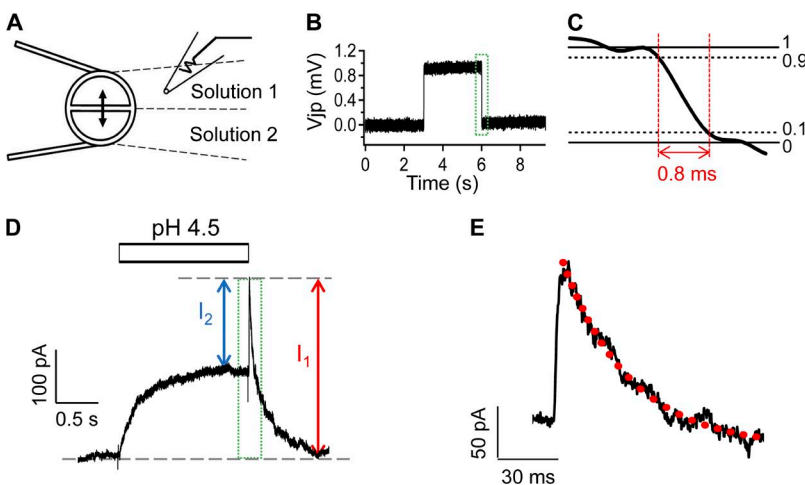 A
Solution 1
Solution 2
B
Vjp (mV)
1.2
0.8
0.4
0.0
0
2
4
6
8
Time (s)
C
1
0.9
0.1
0
0.8 ms
D
pH 4.5
I2
I1
100 pA
0.5 s
E
50 pA
30 ms